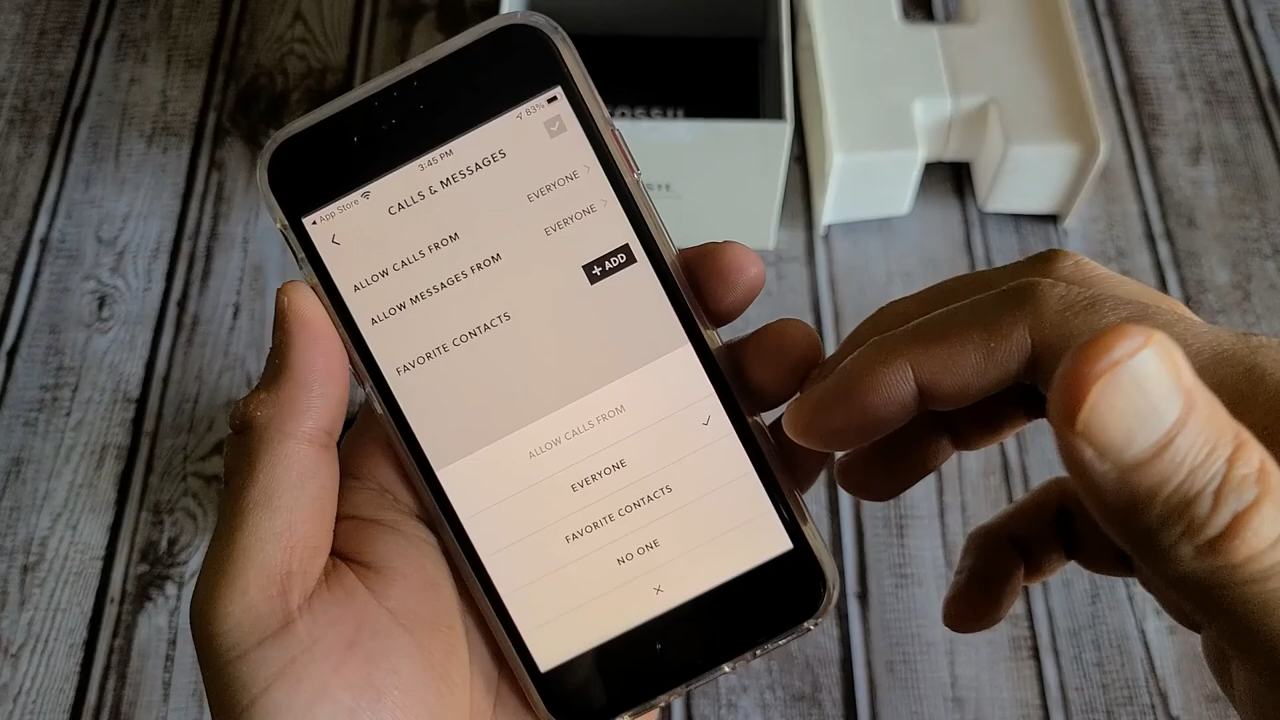 App Store 3:45 PM 83%
CALLS & MESSAGES
ALLOW CALLS FROM EVERYONE
ALLOW MESSAGES FROM EVERYONE
FAVORITE CONTACTS + ADD
ALLOW CALLS FROM
EVERYONE
FAVORITE CONTACTS
NO ONE